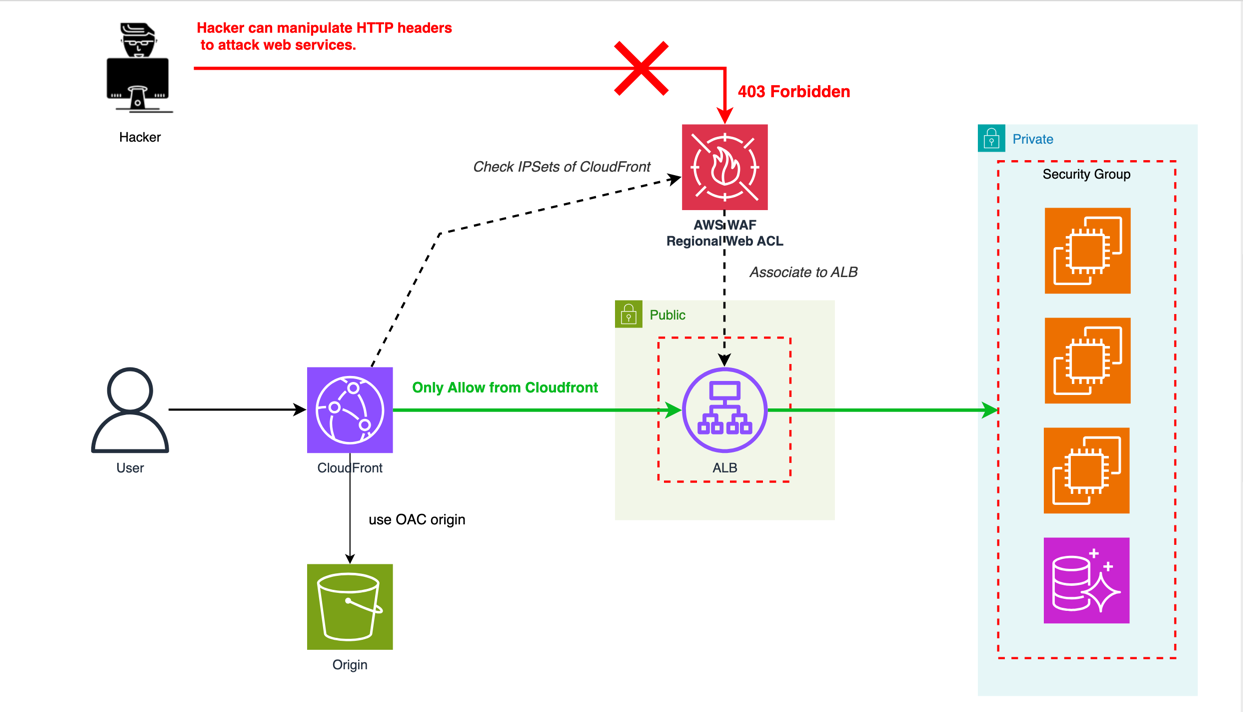 Hacker can manipulate HTTP headers
to attack web services.
403 Forbidden
Hacker
Private
Check IPSets of CloudFront
Security Group
AWS WAF
Regional Web ACL
Associate to ALB
Public
Only Allow from Cloudfront
User
CloudFront
ALB
use OAC origin
Origin